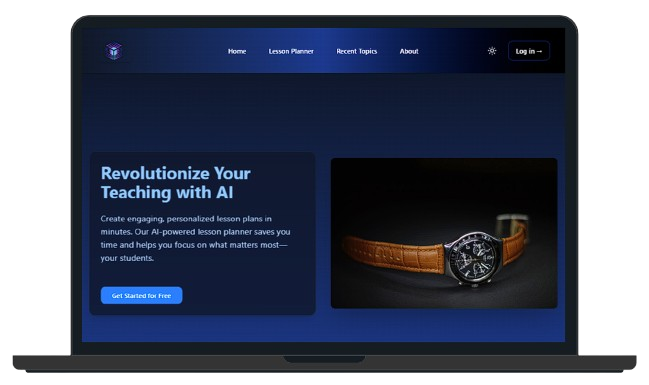 Home Lesson Planner Recent Topics About Log in →
Revolutionize Your
Teaching with AI
Create engaging, personalized lesson plans in
minutes. Our AI-powered lesson planner saves you
time and helps you focus on what matters most—
your students.
Get Started for Free